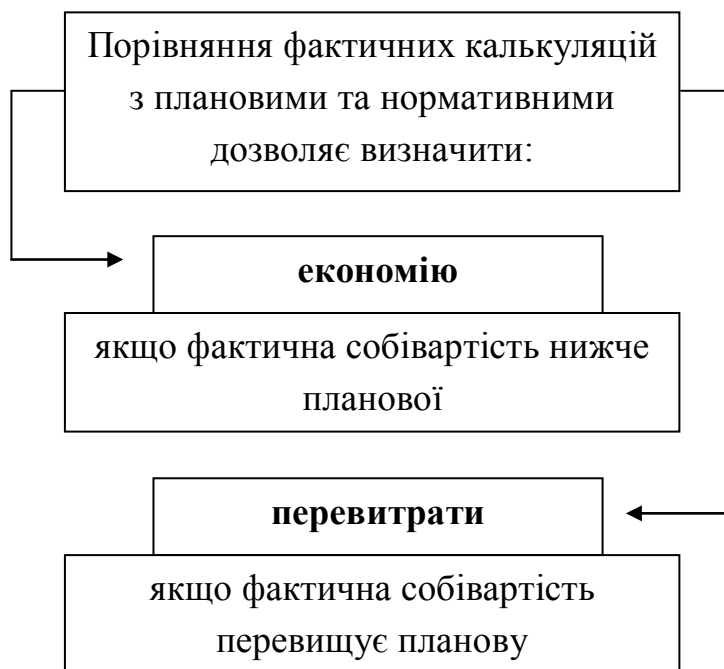 Порівняння фактичних калькуляцій
з плановими та нормативними
дозволяє визначити:
економію
якщо фактична собівартість нижче
планової
перевитрати
якщо фактична собівартість
перевищує планову